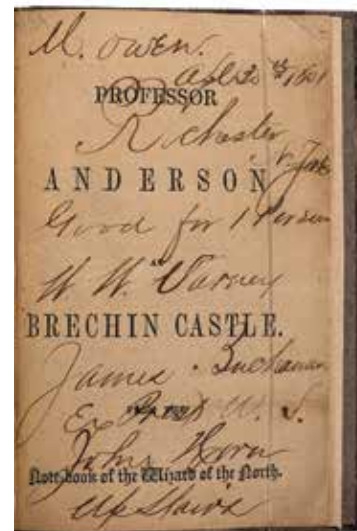 M. Owen.
PROFESSOR
Rochester
ANDERSON
Good for 1 Person
W. W. Varney
BRECHIN CASTLE.
James Buchanan
Ex U. S.
John Horn
Note-book of the Wizard of the North.
Up Stairs